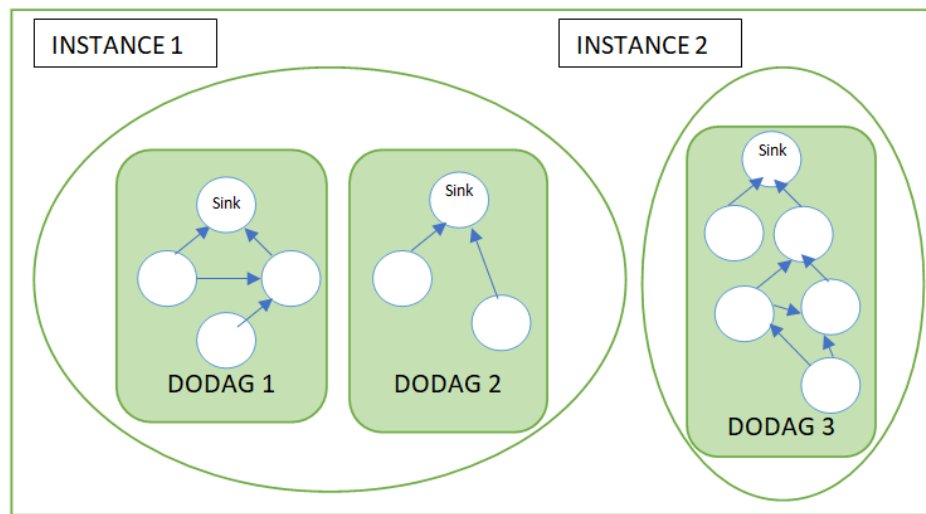 INSTANCE 1
INSTANCE 2
Sink
Sink
Sink
DODAG 1
DODAG 2
DODAG 3